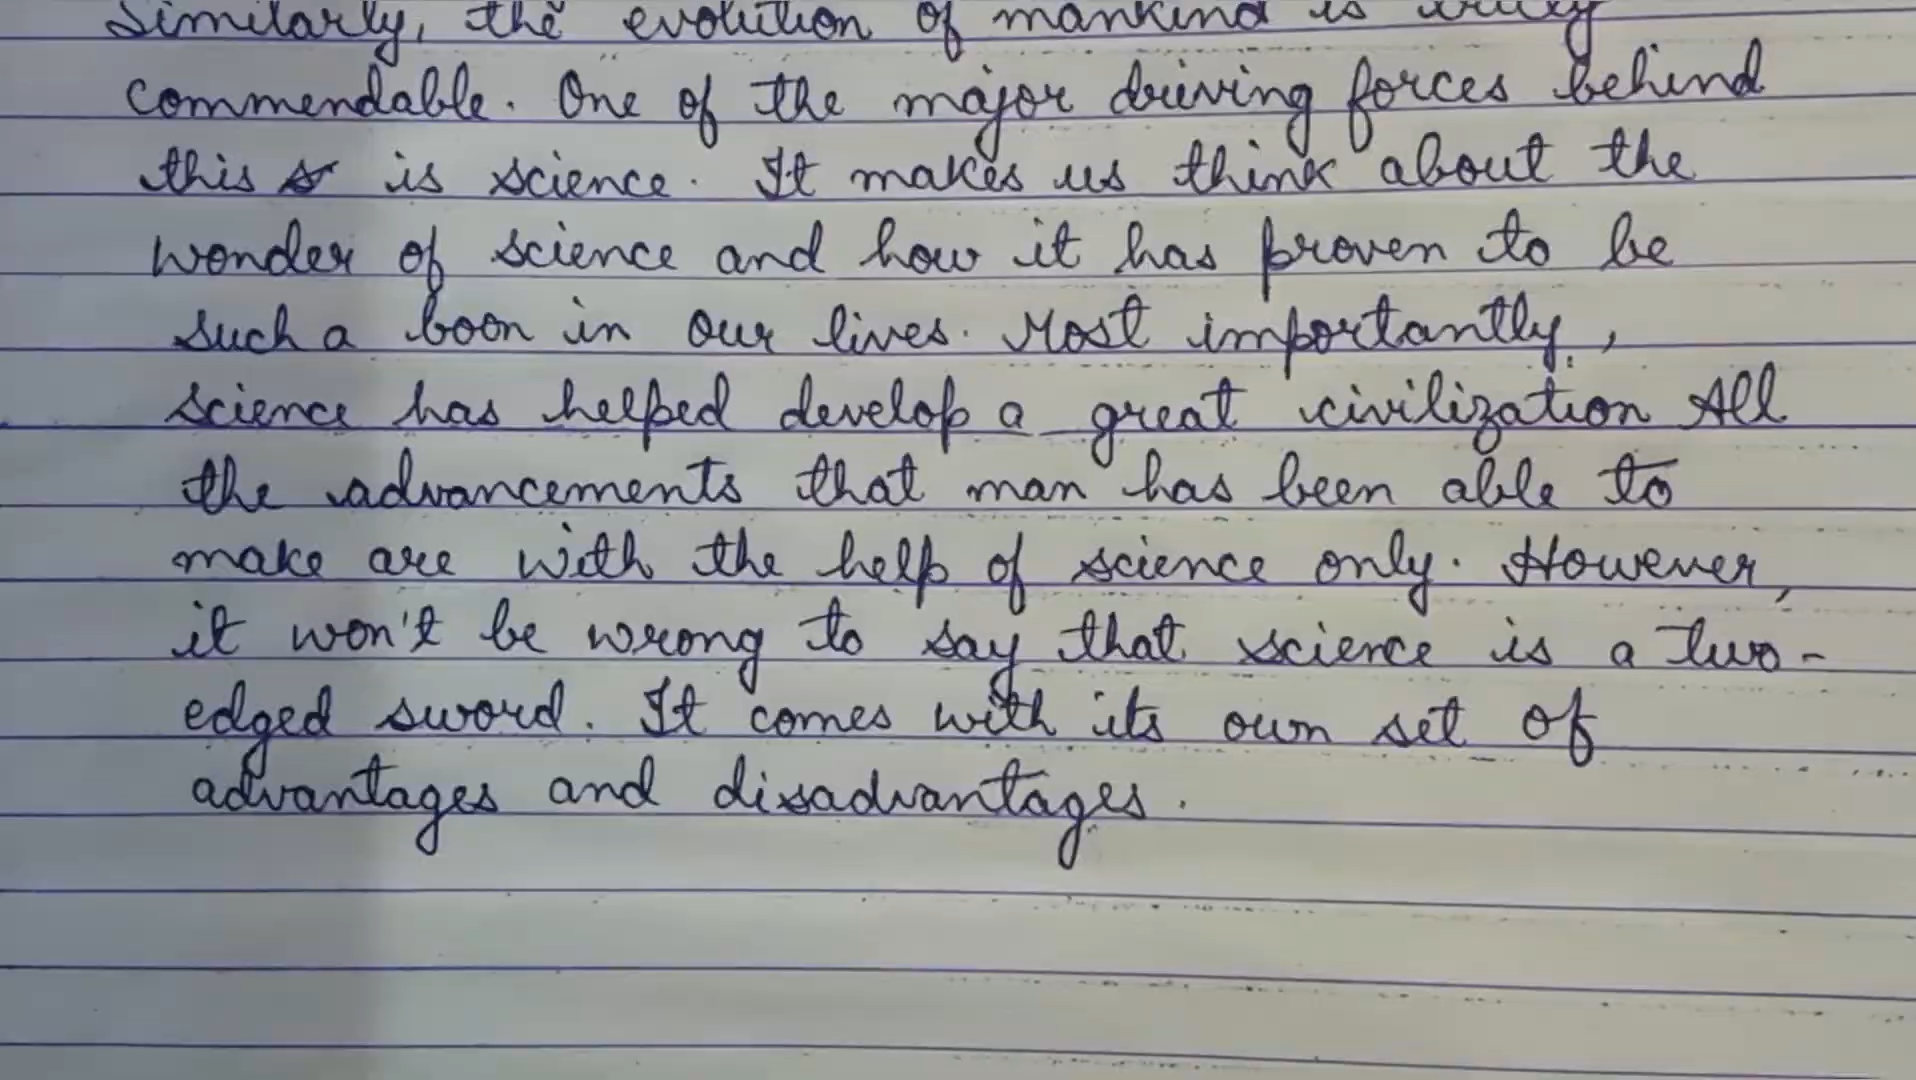 Similarly, the evolution of mankind is truly
commendable. One of the major driving forces behind
this is science. It makes us think about the
wonder of science and how it has proven to be
such a boon in our lives. Most importantly,
science has helped develop a great civilization All
the advancements that man has been able to
make are with the help of science only. However,
it won't be wrong to say that science is a two-
edged sword. It comes with its own set of
advantages and disadvantages.